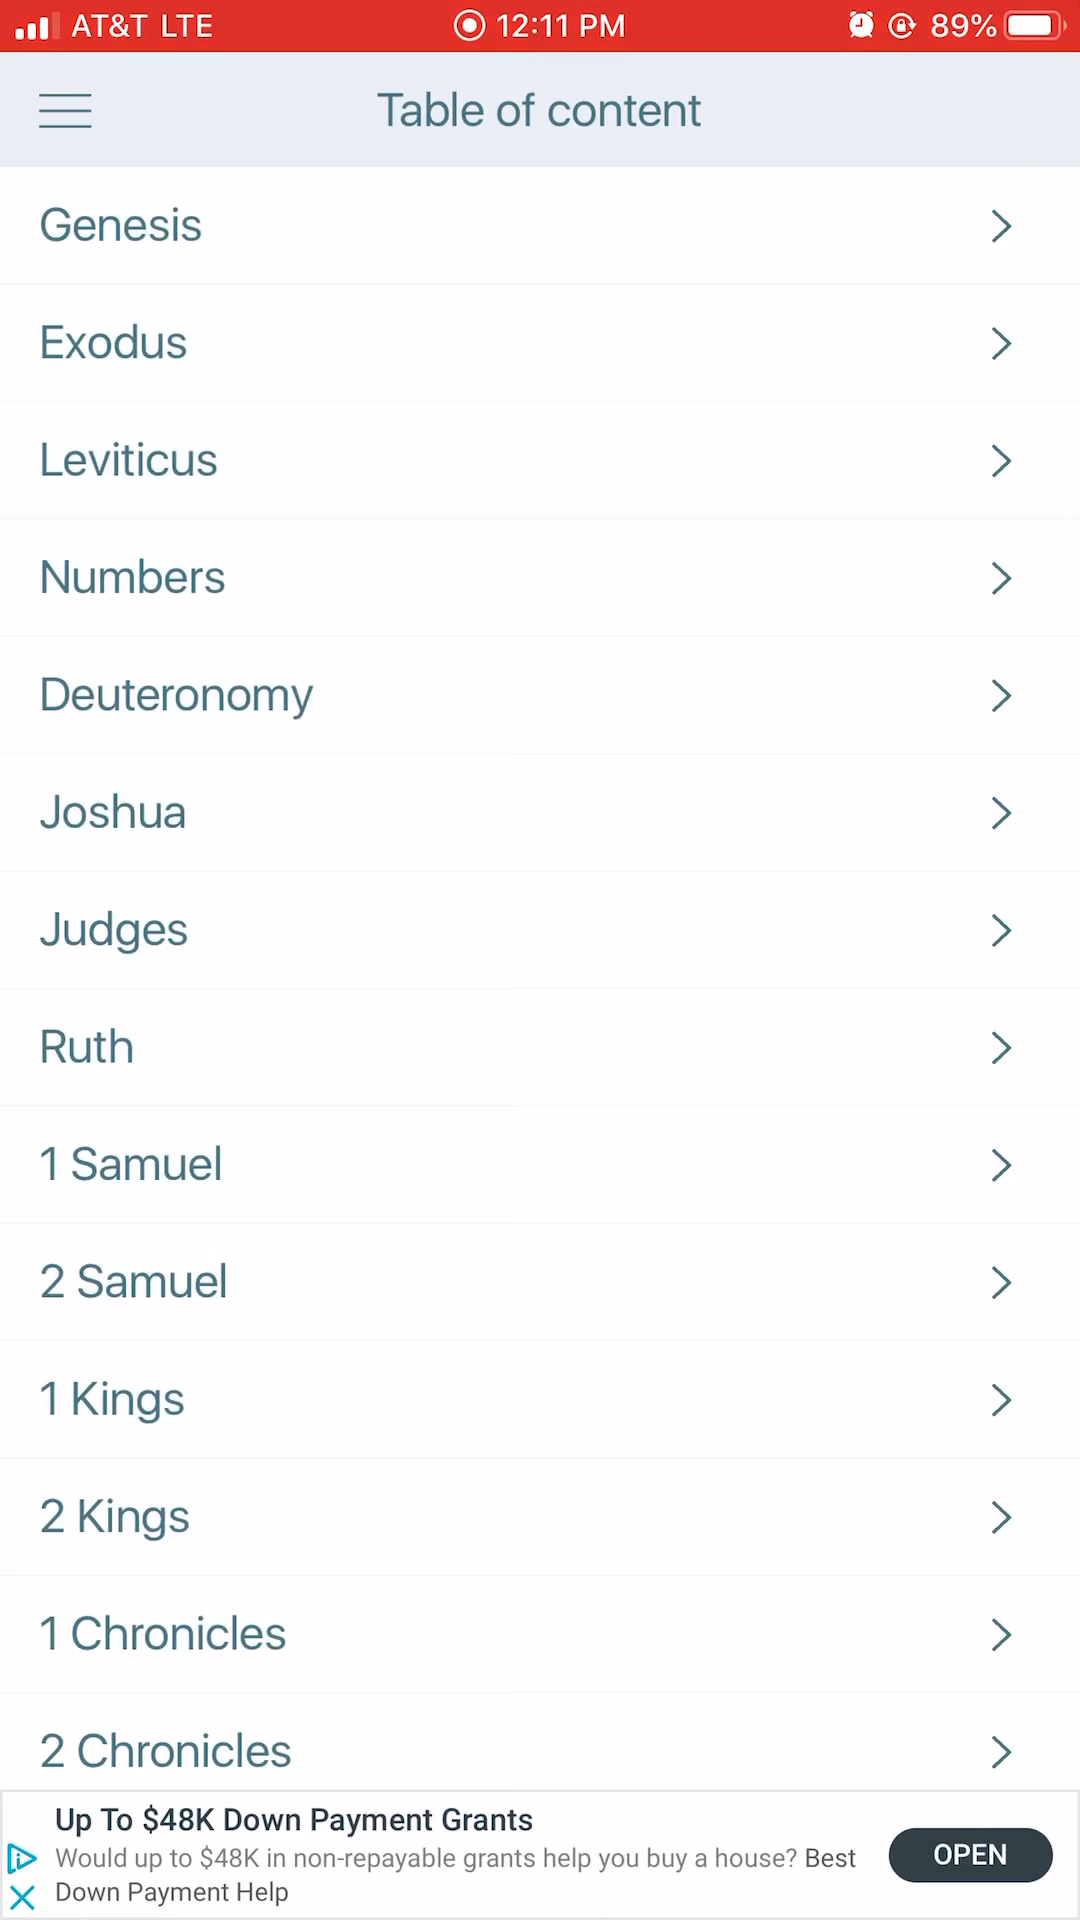 AT&T LTE 12:11 PM 89%
Table of content
Genesis
Exodus
Leviticus
Numbers
Deuteronomy
Joshua
Judges
Ruth
1 Samuel
2 Samuel
1 Kings
2 Kings
1 Chronicles
2 Chronicles
Up To $48K Down Payment Grants
Would up to $48K in non-repayable grants help you buy a house? Best
Down Payment Help
OPEN